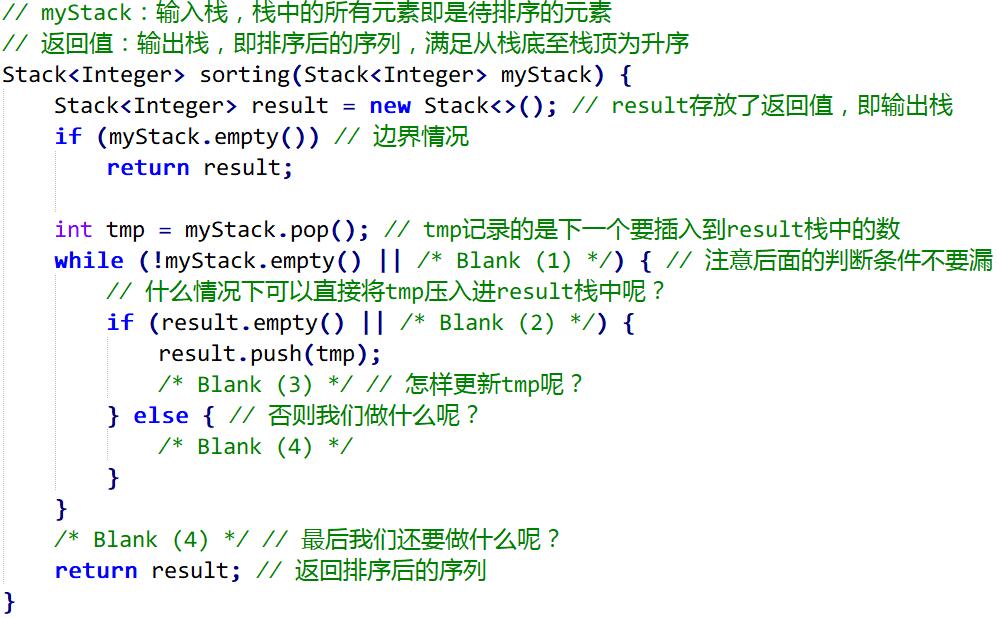 // myStack：输入栈，栈中的所有元素即是待排序的元素
// 返回值：输出栈，即排序后的序列，满足从栈底至栈顶为升序
Stack<Integer> sorting(Stack<Integer> myStack) {
    Stack<Integer> result = new Stack<>(); // result存放了返回值，即输出栈
    if (myStack.empty()) // 边界情况
        return result;

    int tmp = myStack.pop(); // tmp记录的是下一个要插入到result栈中的数
    while (!myStack.empty() || /* Blank (1) */) { // 注意后面的判断条件不要漏
        // 什么情况下可以直接将tmp压入进result栈中呢？
        if (result.empty() || /* Blank (2) */) {
            result.push(tmp);
            /* Blank (3) */ // 怎样更新tmp呢？
        } else { // 否则我们做什么呢？
            /* Blank (4) */
        }
    }
    /* Blank (4) */ // 最后我们还要做什么呢？
    return result; // 返回排序后的序列
}